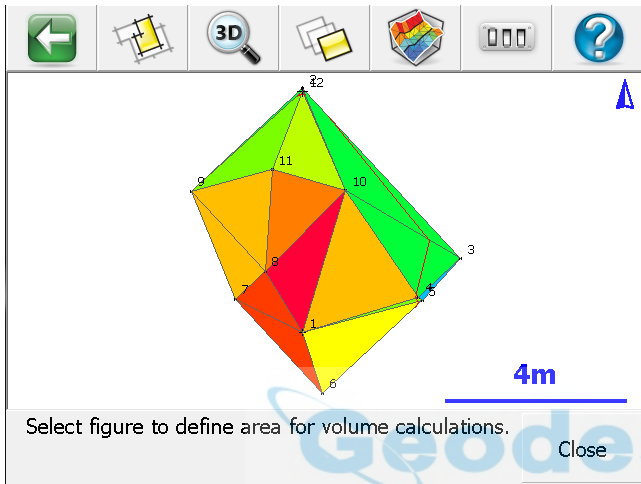 3D
?
12
11
9
10
3
8
7
4
5
1
6
4m
Select figure to define area for volume calculations.
Geode
Close